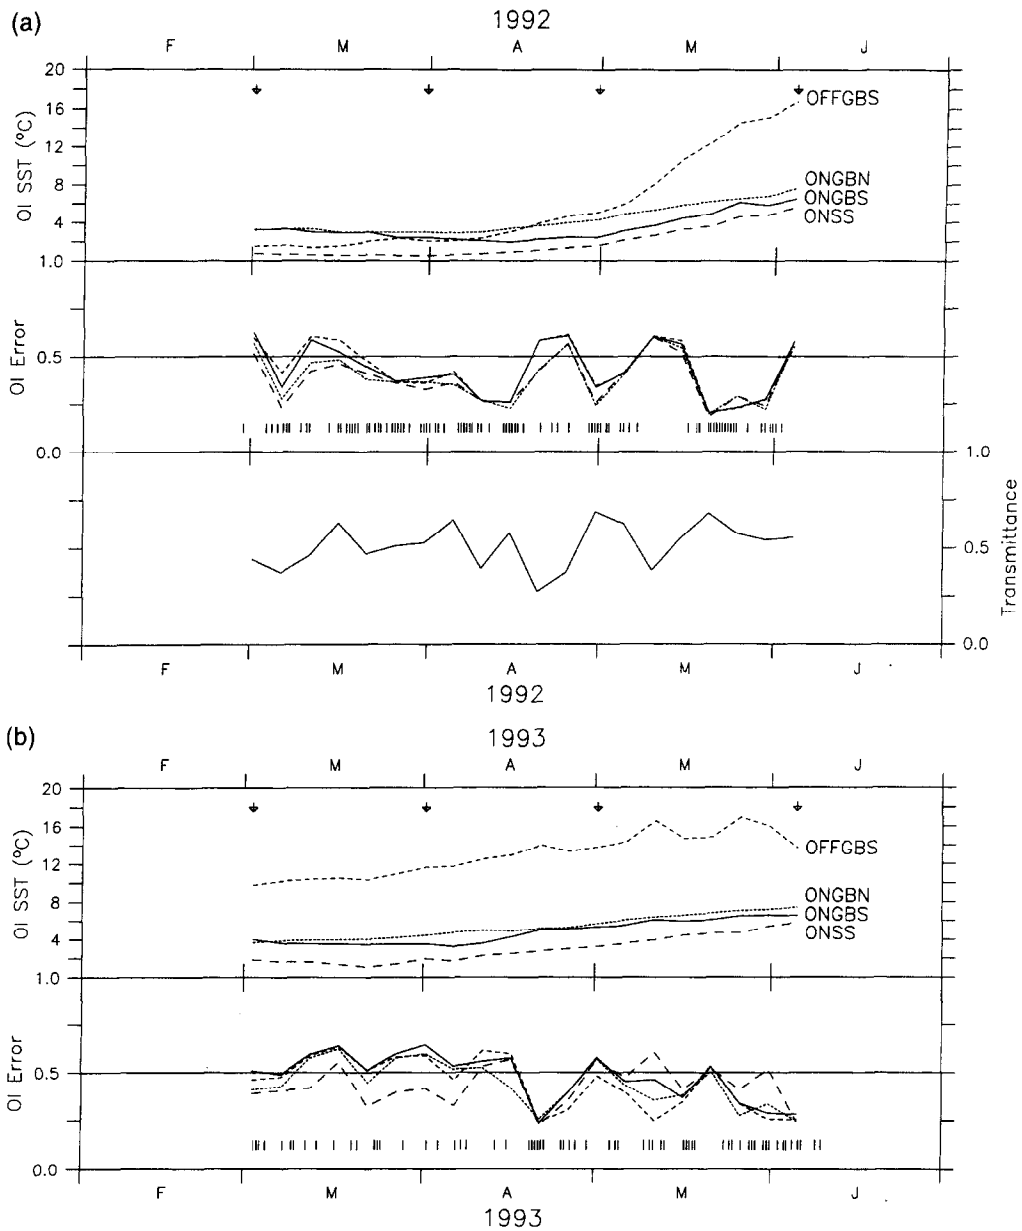 (a)
1992
F M A M J
20
16
12
8
4
1.0
OI SST (°C)
OFFGBS
ONGBN
ONGBS
ONSS
OI Error
0.5
0.0
1.0
0.5
0.0
Transmittance
F M A M J
1992
(b)
1993
F M A M J
20
16
12
8
4
1.0
OI SST (°C)
OFFGBS
ONGBN
ONGBS
ONSS
OI Error
0.5
0.0
F M A M J
1993